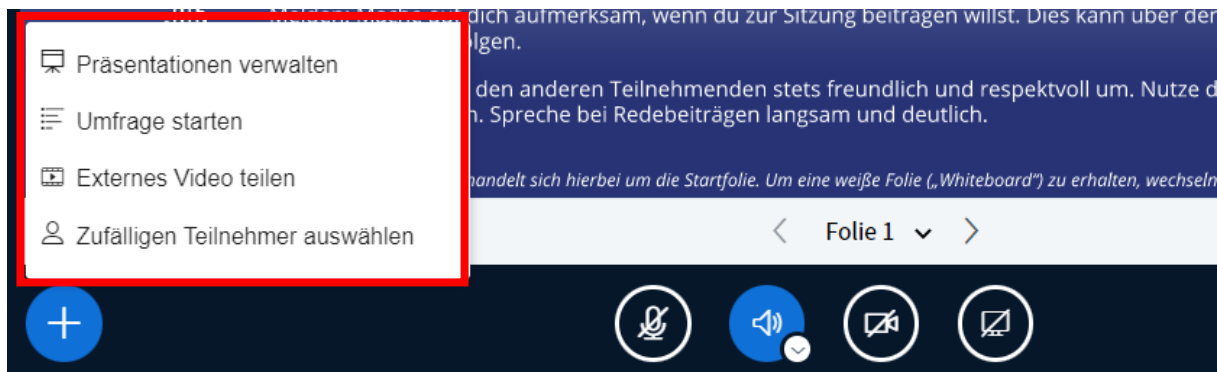 Melden: Mache auf dich aufmerksam, wenn du zur Sitzung beitragen willst. Dies kann über der
lgen.
Präsentationen verwalten
den anderen Teilnehmenden stets freundlich und respektvoll um. Nutze d
Umfrage starten
n. Spreche bei Redebeiträgen langsam und deutlich.
Externes Video teilen
handelt sich hierbei um die Startfolie. Um eine weiße Folie („Whiteboard“) zu erhalten, wechseln
Zufälligen Teilnehmer auswählen
Folie 1